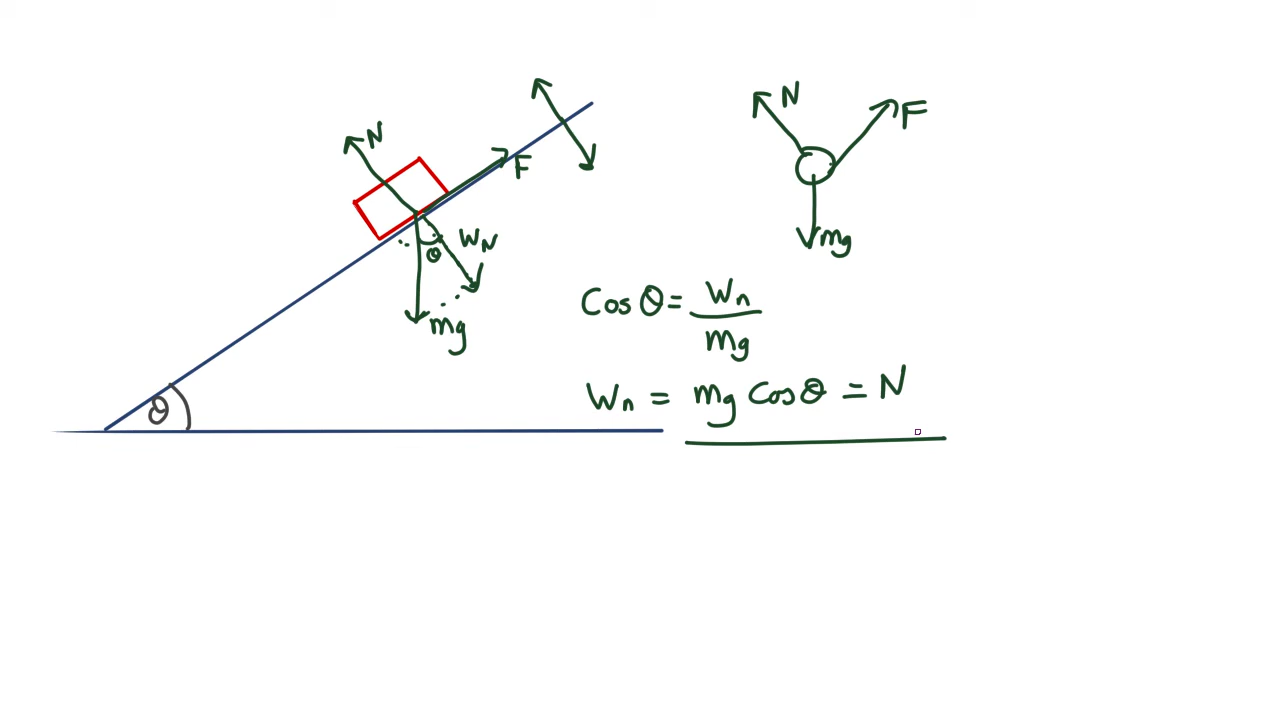 N
F
θ
W_N
mg
θ
N
F
mg
Cos θ = W_n / mg
W_n = mg Cos θ = N